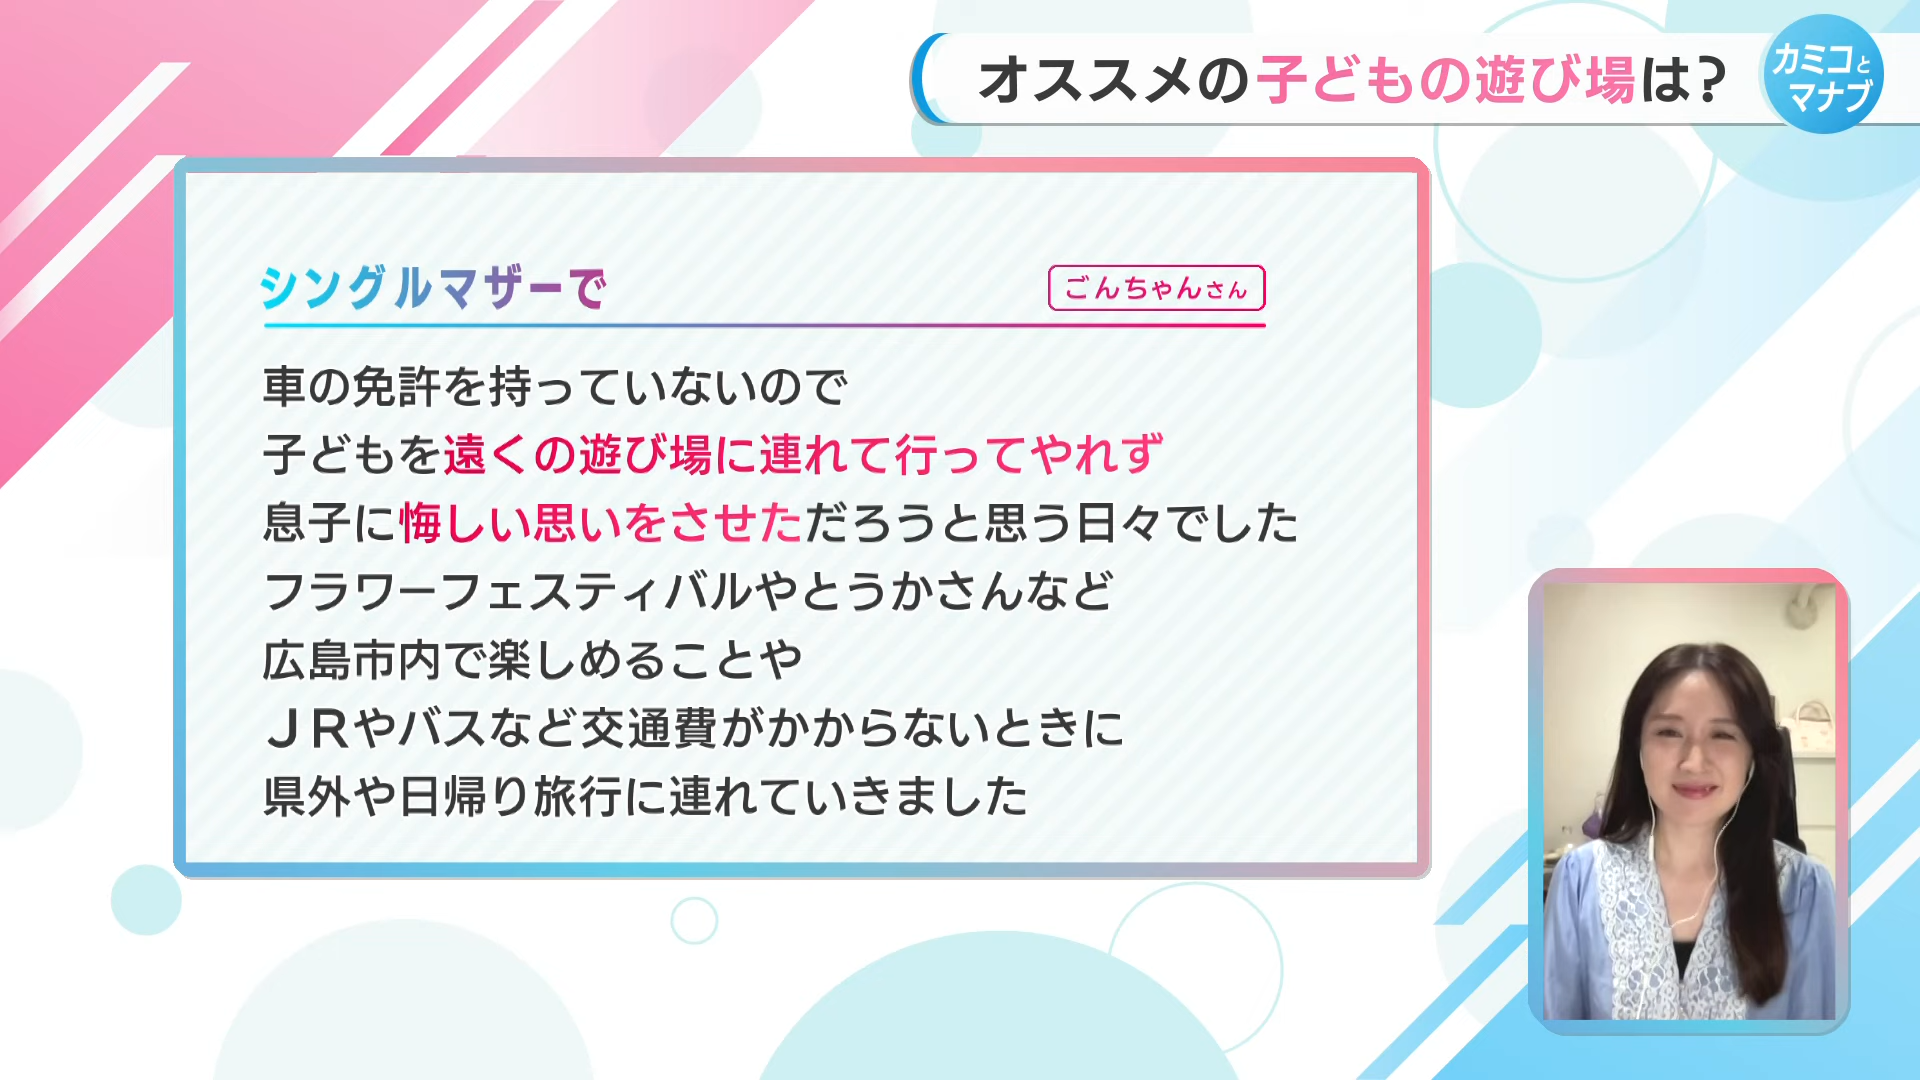 オススメの子どもの遊び場は？
カミコと
マナブ
シングルマザーで
ごんちゃんさん
車の免許を持っていないので
子どもを遠くの遊び場に連れて行ってやれず
息子に悔しい思いをさせただろうと思う日々でした
フラワーフェスティバルやとうかさんなど
広島市内で楽しめることや
ＪＲやバスなど交通費がかからないときに
県外や日帰り旅行に連れていきました